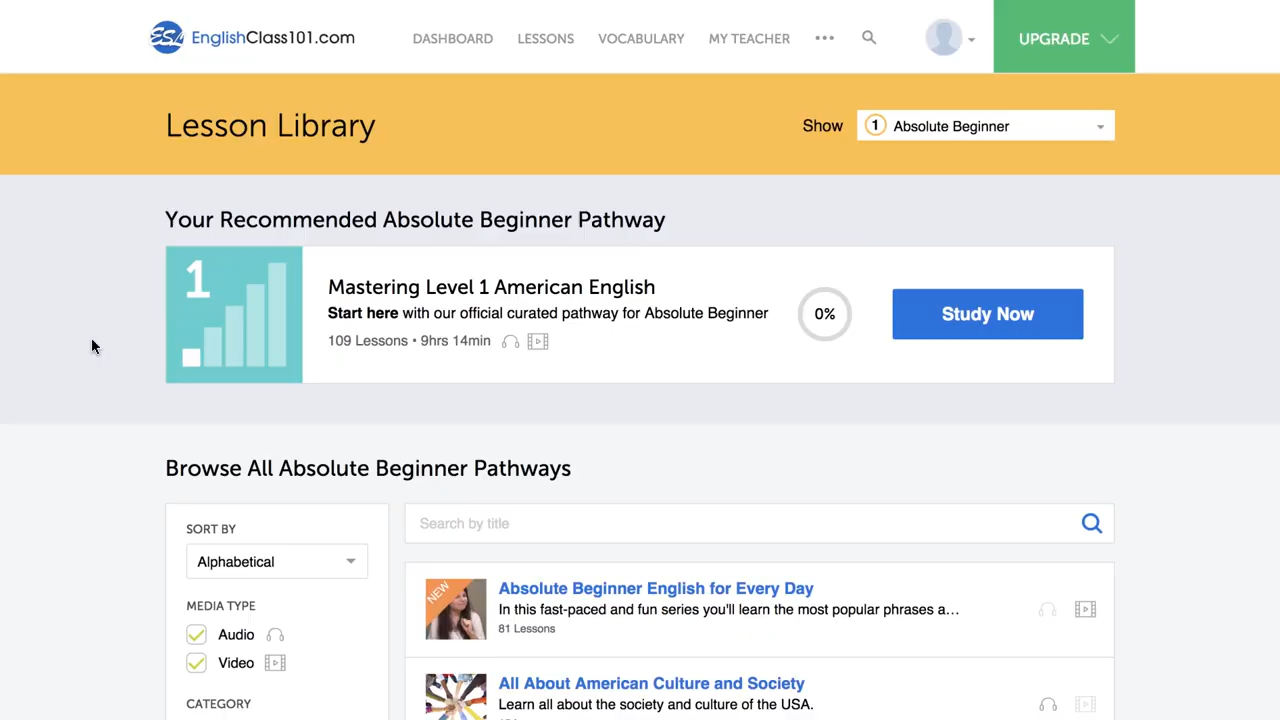 ESL EnglishClass101.com
DASHBOARD LESSONS VOCABULARY MY TEACHER
UPGRADE
Lesson Library
Show 1 Absolute Beginner
Your Recommended Absolute Beginner Pathway
1
Mastering Level 1 American English
Start here with our official curated pathway for Absolute Beginner
109 Lessons • 9hrs 14min
0%
Study Now
Browse All Absolute Beginner Pathways
SORT BY
Alphabetical
MEDIA TYPE
Audio
Video
CATEGORY
Search by title
NEW
Absolute Beginner English for Every Day
In this fast-paced and fun series you'll learn the most popular phrases a…
81 Lessons
All About American Culture and Society
Learn all about the society and culture of the USA.